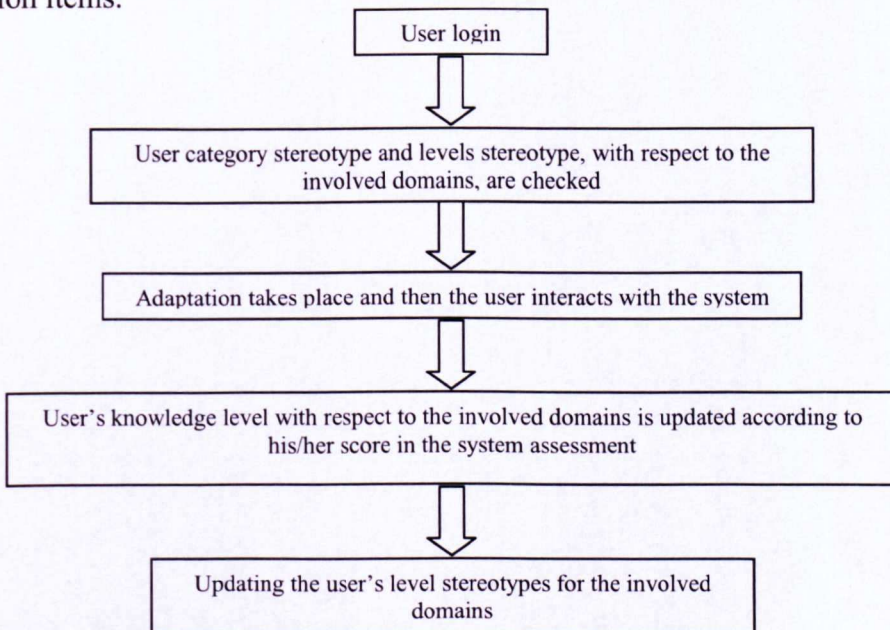 items.
User login
User category stereotype and levels stereotype, with respect to the
involved domains, are checked
Adaptation takes place and then the user interacts with the system
User's knowledge level with respect to the involved domains is updated according to
his/her score in the system assessment
Updating the user's level stereotypes for the involved
domains